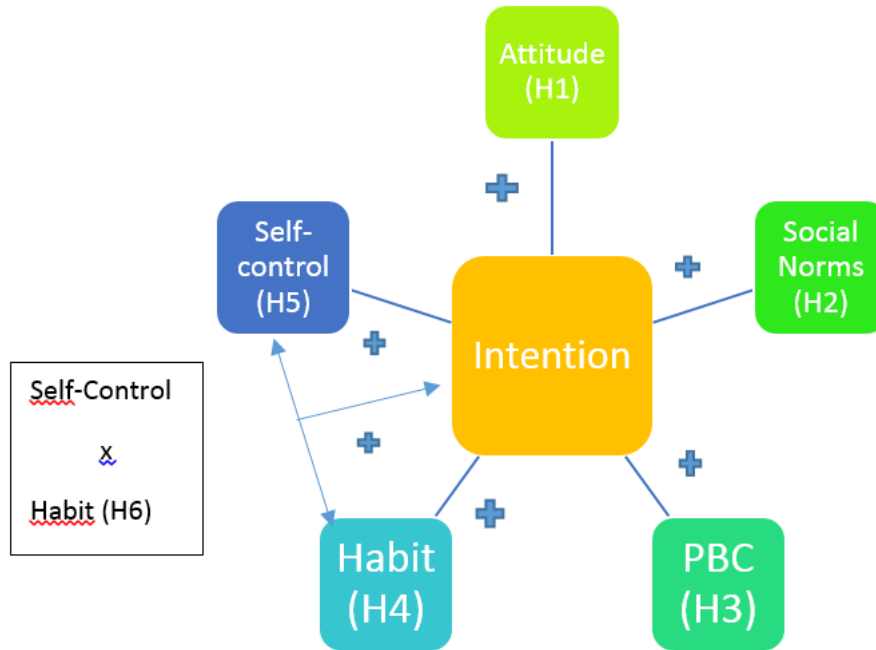 Attitude
(H1)
Self-
control
(H5)
Social
Norms
(H2)
Intention
Self-Control
x
Habit (H6)
Habit
(H4)
PBC
(H3)